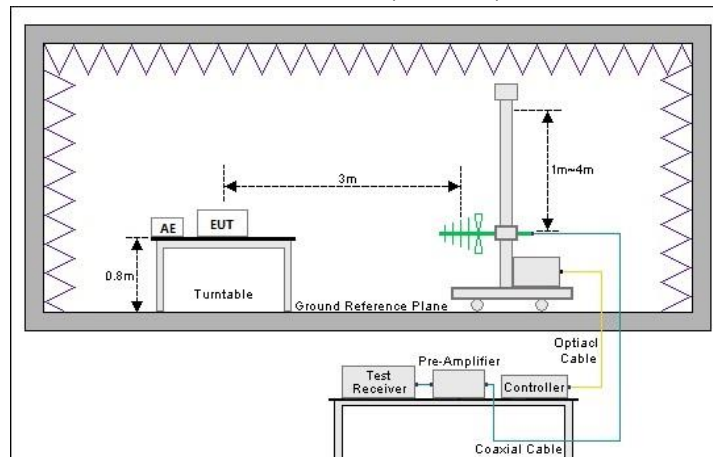 3m
1m~4m
AE
EUT
0.8m
Turntable
Ground Reference Plane
Optiacl
Cable
Pre-Amplifier
Test
Receiver
Controller
Coaxial Cable